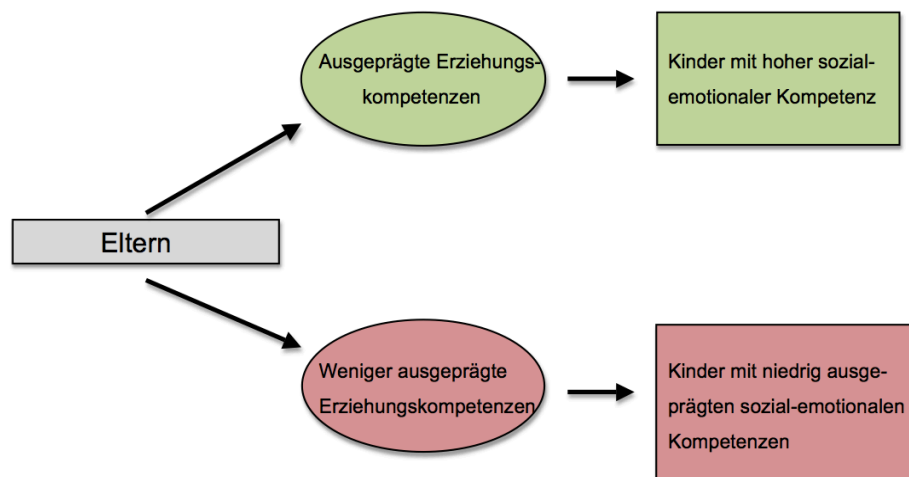 Ausgeprägte Erziehungs-
kompetenzen
Kinder mit hoher sozial-
emotionaler Kompetenz
Eltern
Weniger ausgeprägte
Erziehungskompetenzen
Kinder mit niedrig ausge-
prägten sozial-emotionalen
Kompetenzen